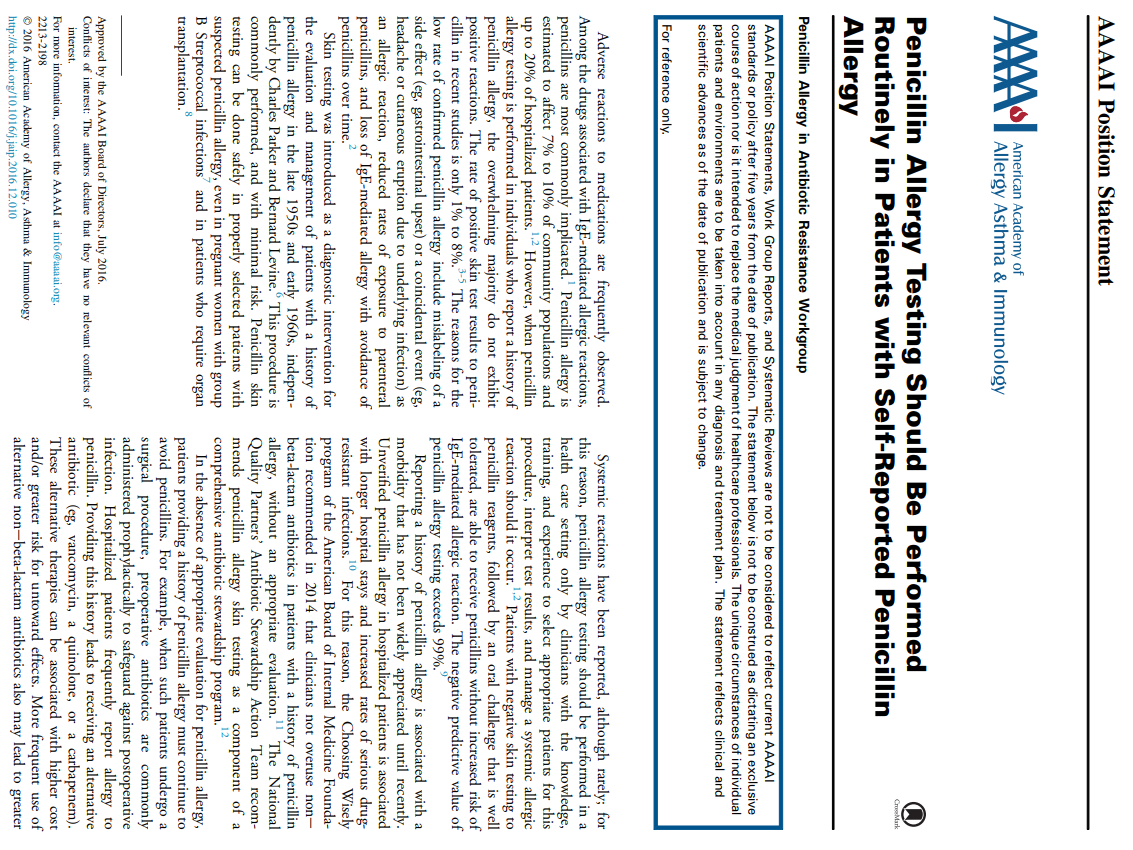 AAAAI Position Statement
AAAAI
American Academy of
Allergy Asthma & Immunology
Penicillin Allergy Testing Should Be Performed
Routinely in Patients with Self-Reported Penicillin
Allergy
CrossMark
Penicillin Allergy in Antibiotic Resistance Workgroup
AAAAI Position Statements, Work Group Reports, and Systematic Reviews are not to be considered to reflect current AAAAI
standards or policy after five years from the date of publication. The statement below is not to be construed as dictating an exclusive
course of action nor is it intended to replace the medical judgment of healthcare professionals. The unique circumstances of individual
patients and environments are to be taken into account in any diagnosis and treatment plan. The statement reflects clinical and
scientific advances as of the date of publication and is subject to change.
For reference only.
Adverse reactions to medications are frequently observed.
Among the drugs associated with IgE-mediated allergic reactions,
penicillins are most commonly implicated.1 Penicillin allergy is
estimated to affect 7% to 10% of community populations and
up to 20% of hospitalized patients.1,2 However, when penicillin
allergy testing is performed in individuals who report a history of
penicillin allergy, the overwhelming majority do not exhibit
positive reactions. The rate of positive skin test results to peni-
cillin in recent studies is only 1% to 8%.3-5 The reasons for the
low rate of confirmed penicillin allergy include mislabeling of a
side effect (eg, gastrointestinal upset) or a coincidental event (eg,
headache or cutaneous eruption due to underlying infection) as
an allergic reaction, reduced rates of exposure to parenteral
penicillins, and loss of IgE-mediated allergy with avoidance of
penicillins over time.2
Skin testing was introduced as a diagnostic intervention for
the evaluation and management of patients with a history of
penicillin allergy in the late 1950s and early 1960s, indepen-
dently by Charles Parker and Bernard Levine.6 This procedure is
commonly performed, and with minimal risk. Penicillin skin
testing can be done safely in properly selected patients with
suspected penicillin allergy, even in pregnant women with group
B Streptococcal infections7 and in patients who require organ
transplantation.8
Approved by the AAAAI Board of Directors, July 2016.
Conflicts of interest: The authors declare that they have no relevant conflicts of
interest.
For more information, contact the AAAAI at info@aaaai.org.
2213-2198
© 2016 American Academy of Allergy, Asthma & Immunology
http://dx.doi.org/10.1016/j.jaip.2016.12.010
Systemic reactions have been reported, although rarely; for
this reason, penicillin allergy testing should be performed in a
health care setting only by clinicians with the knowledge,
training, and experience to select appropriate patients for this
procedure, interpret test results, and manage a systemic allergic
reaction should it occur.1,2 Patients with negative skin testing to
penicillin reagents, followed by an oral challenge that is well
tolerated, are able to receive penicillins without increased risk of
IgE-mediated allergic reaction. The negative predictive value of
penicillin allergy testing exceeds 99%.9
Reporting a history of penicillin allergy is associated with a
morbidity that has not been widely appreciated until recently.
Unverified penicillin allergy in hospitalized patients is associated
with longer hospital stays and increased rates of serious drug-
resistant infections.10 For this reason, the Choosing Wisely
program of the American Board of Internal Medicine Founda-
tion recommended in 2014 that clinicians not overuse non—
beta-lactam antibiotics in patients with a history of penicillin
allergy, without an appropriate evaluation.11 The National
Quality Partners' Antibiotic Stewardship Action Team recom-
mends penicillin allergy skin testing as a component of a
comprehensive antibiotic stewardship program.12
In the absence of appropriate evaluation for penicillin allergy,
patients providing a history of penicillin allergy must continue to
avoid penicillins. For example, when such patients undergo a
surgical procedure, preoperative antibiotics are commonly
administered prophylactically to safeguard against postoperative
infection. Hospitalized patients frequently report allergy to
penicillin. Providing this history leads to receiving an alternative
antibiotic (eg, vancomycin, a quinolone, or a carbapenem).
These alternative therapies can be associated with higher cost
and/or greater risk for untoward effects. More frequent use of
alternative non—beta-lactam antibiotics also may lead to greater